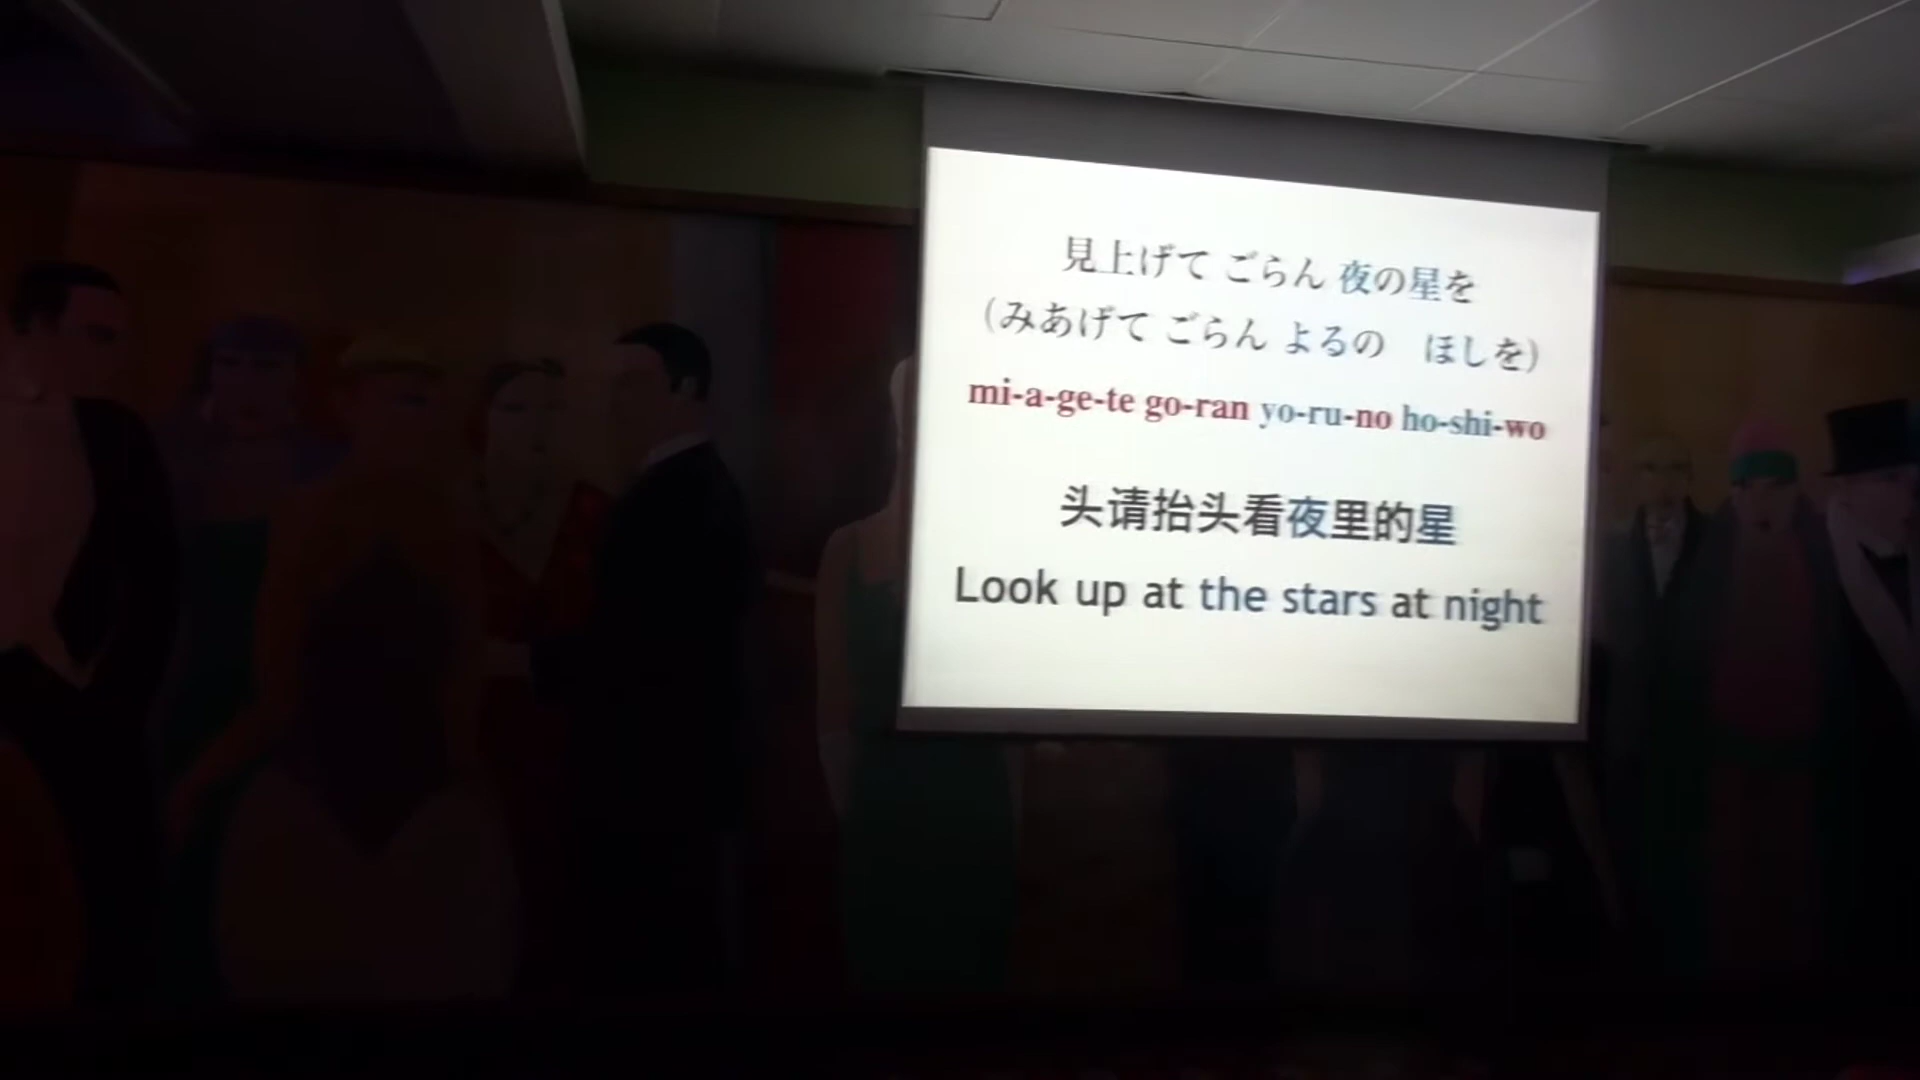 見上げて ごらん 夜の星を
（みあげて ごらん よるの　ほしを）
mi-a-ge-te go-ran yo-ru-no ho-shi-wo
头请抬头看夜里的星
Look up at the stars at night